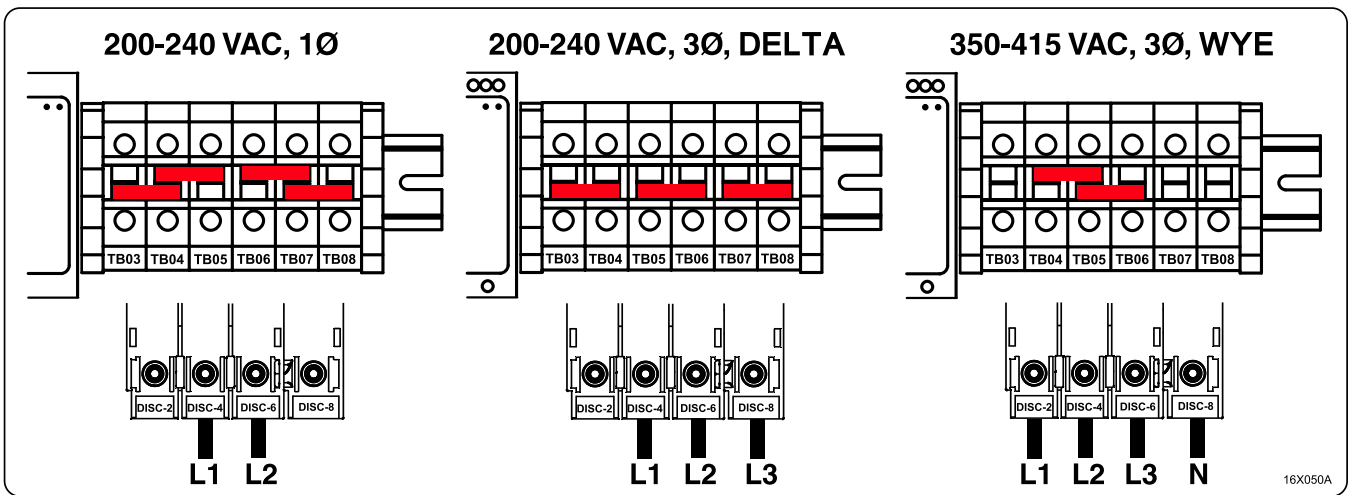 200-240 VAC, 1Ø
TB03 TB04 TB05 TB06 TB07 TB08
DISC-2 DISC-4 DISC-6 DISC-8
L1 L2
200-240 VAC, 3Ø, DELTA
TB03 TB04 TB05 TB06 TB07 TB08
DISC-2 DISC-4 DISC-6 DISC-8
L1 L2 L3
350-415 VAC, 3Ø, WYE
TB03 TB04 TB05 TB06 TB07 TB08
DISC-2 DISC-4 DISC-6 DISC-8
L1 L2 L3 N
16X050A